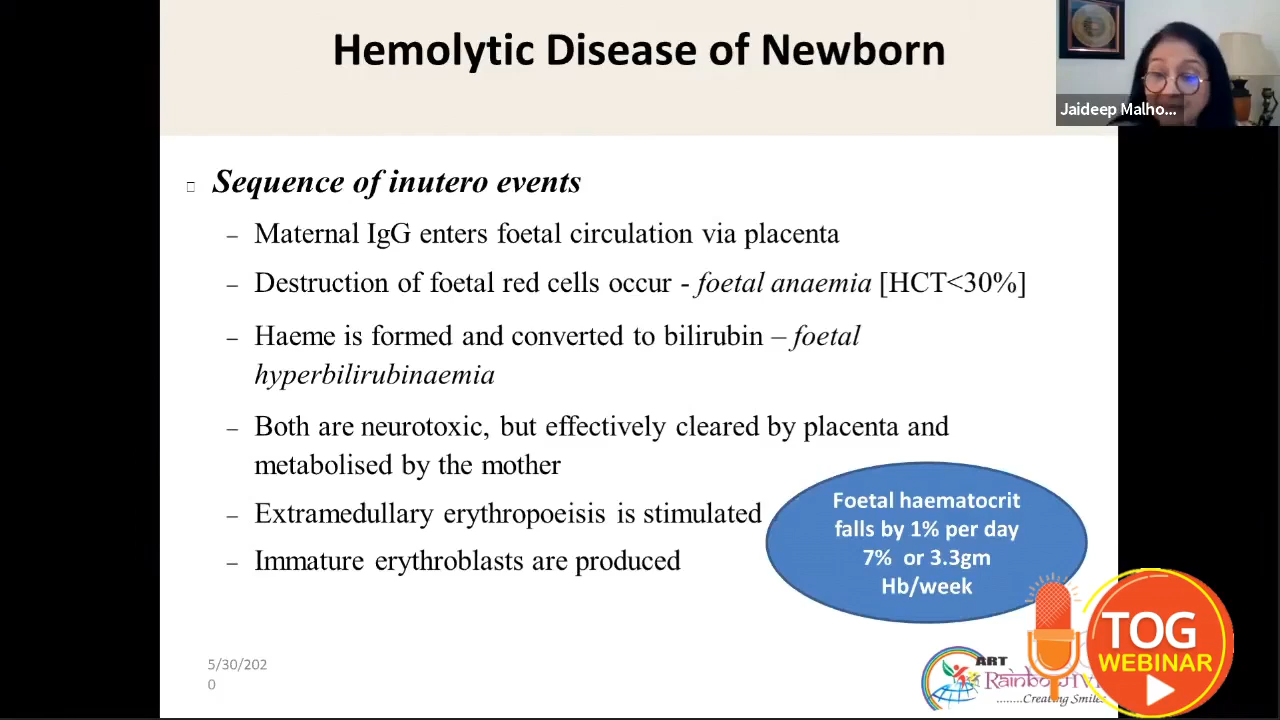 Hemolytic Disease of Newborn
Jaideep Malho...
Sequence of inutero events
– Maternal IgG enters foetal circulation via placenta
– Destruction of foetal red cells occur - foetal anaemia [HCT<30%]
– Haeme is formed and converted to bilirubin – foetal
hyperbilirubinaemia
– Both are neurotoxic, but effectively cleared by placenta and
metabolised by the mother
– Extramedullary erythropoeisis is stimulated
– Immature erythroblasts are produced
Foetal haematocrit
falls by 1% per day
7% or 3.3gm
Hb/week
5/30/202
0
ART
Rainbow IV
........Creating Smiles
TOG
WEBINAR